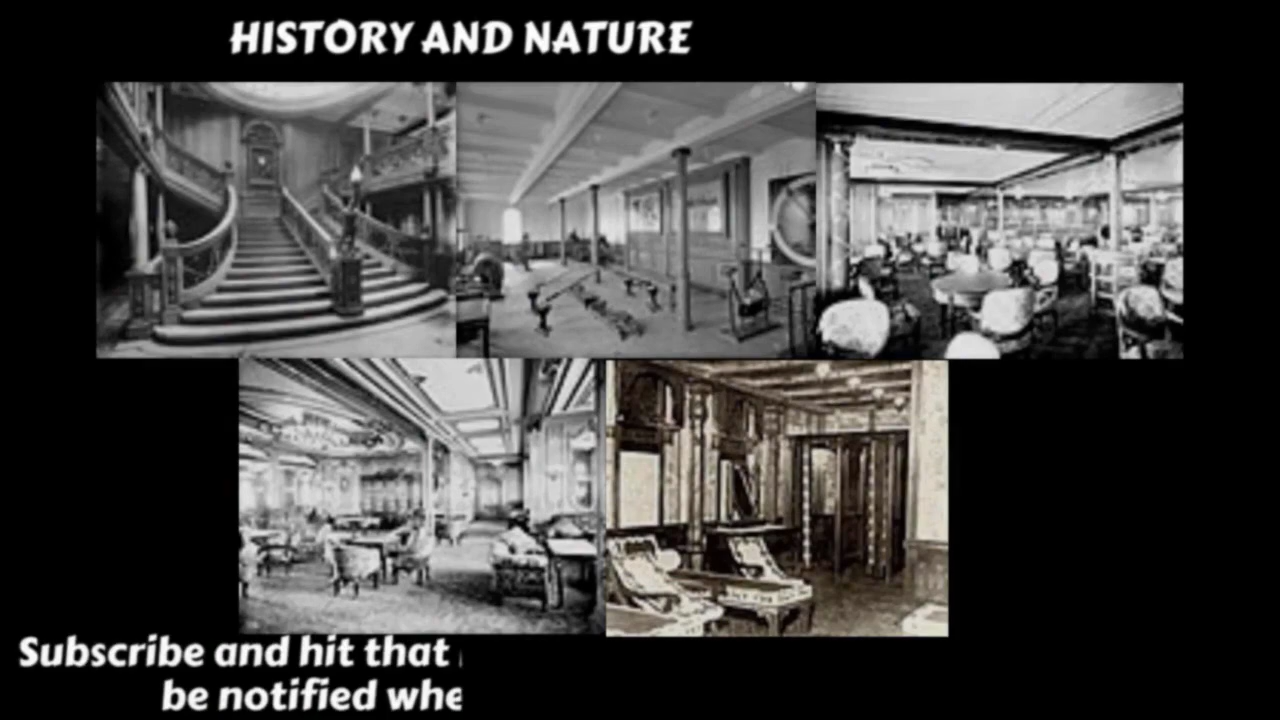 HISTORY AND NATURE
Subscribe and hit that
be notified whe